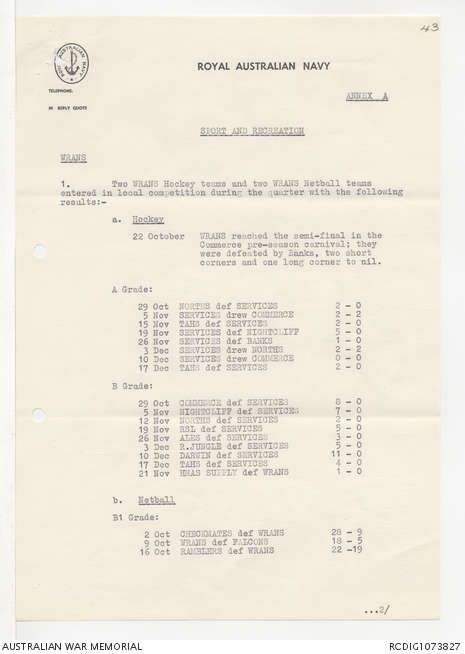 43
ROYAL AUSTRALIAN NAVY
ROYAL AUSTRALIAN NAVY
TELEPHONE:
IN REPLY QUOTE
ANNEX A
SPORT AND RECREATION
WRANS
1. Two WRANS Hockey teams and two WRANS Netball teams
entered in local competition during the quarter with the following
results:-
a. Hockey
22 October WRANS reached the semi-final in the
Commerce pre-season carnival; they
were defeated by Banks, two short
corners and one long corner to nil.
A Grade:
29 Oct NORTHS def SERVICES 2 - 0
5 Nov SERVICES drew COMMERCE 2 - 2
15 Nov TAHS def SERVICES 2 - 0
19 Nov SERVICES def NIGHTCLIFF 5 - 0
26 Nov SERVICES def BANKS 1 - 0
3 Dec SERVICES drew NORTHS 2 - 2
10 Dec SERVICES drew COMMERCE 0 - 0
17 Dec TAHS def SERVICES 2 - 0
B Grade:
29 Oct COMMERCE def SERVICES 8 - 0
5 Nov NIGHTCLIFF def SERVICES 7 - 0
12 Nov NORTHS def SERVICES 2 - 0
19 Nov RSL def SERVICES 5 - 0
26 Nov ALES def SERVICES 3 - 0
3 Dec R.JUNGLE def SERVICES 5 - 0
10 Dec DARWIN def SERVICES 11 - 0
17 Dec TAHS def SERVICES 4 - 0
21 Nov HMAS SUPPLY def WRANS 1 - 0
b. Netball
B1 Grade:
2 Oct CHECKMATES def WRANS 28 - 9
9 Oct WRANS def FALCONS 18 - 5
16 Oct RAMBLERS def WRANS 22 -19
...2/
AUSTRALIAN WAR MEMORIAL
RCDIG1073827